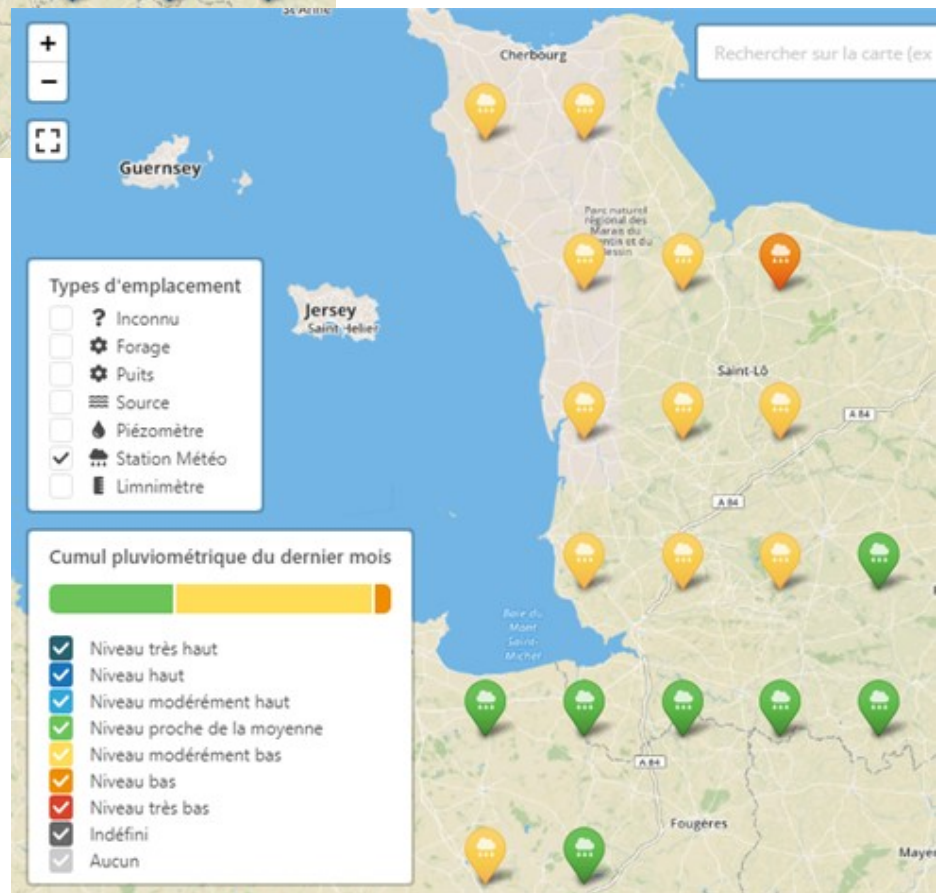 St Anne
+
−
Cherbourg
Rechercher sur la carte (ex
Guernsey
Parc naturel
régional des
Marais du
Types d'emplacement
? Inconnu
Forage
Puits
Source
Piézomètre
Station Météo
Limnimètre
Jersey
Saint Helier
Saint-Lô
A 84
A 84
Cumul pluviométrique du dernier mois
Niveau très haut
Niveau haut
Niveau modérément haut
Niveau proche de la moyenne
Niveau modérément bas
Niveau bas
Niveau très bas
Indéfini
Aucun
Baie du
Mont
Saint-
Michel
A 84
Fougères
Mayer